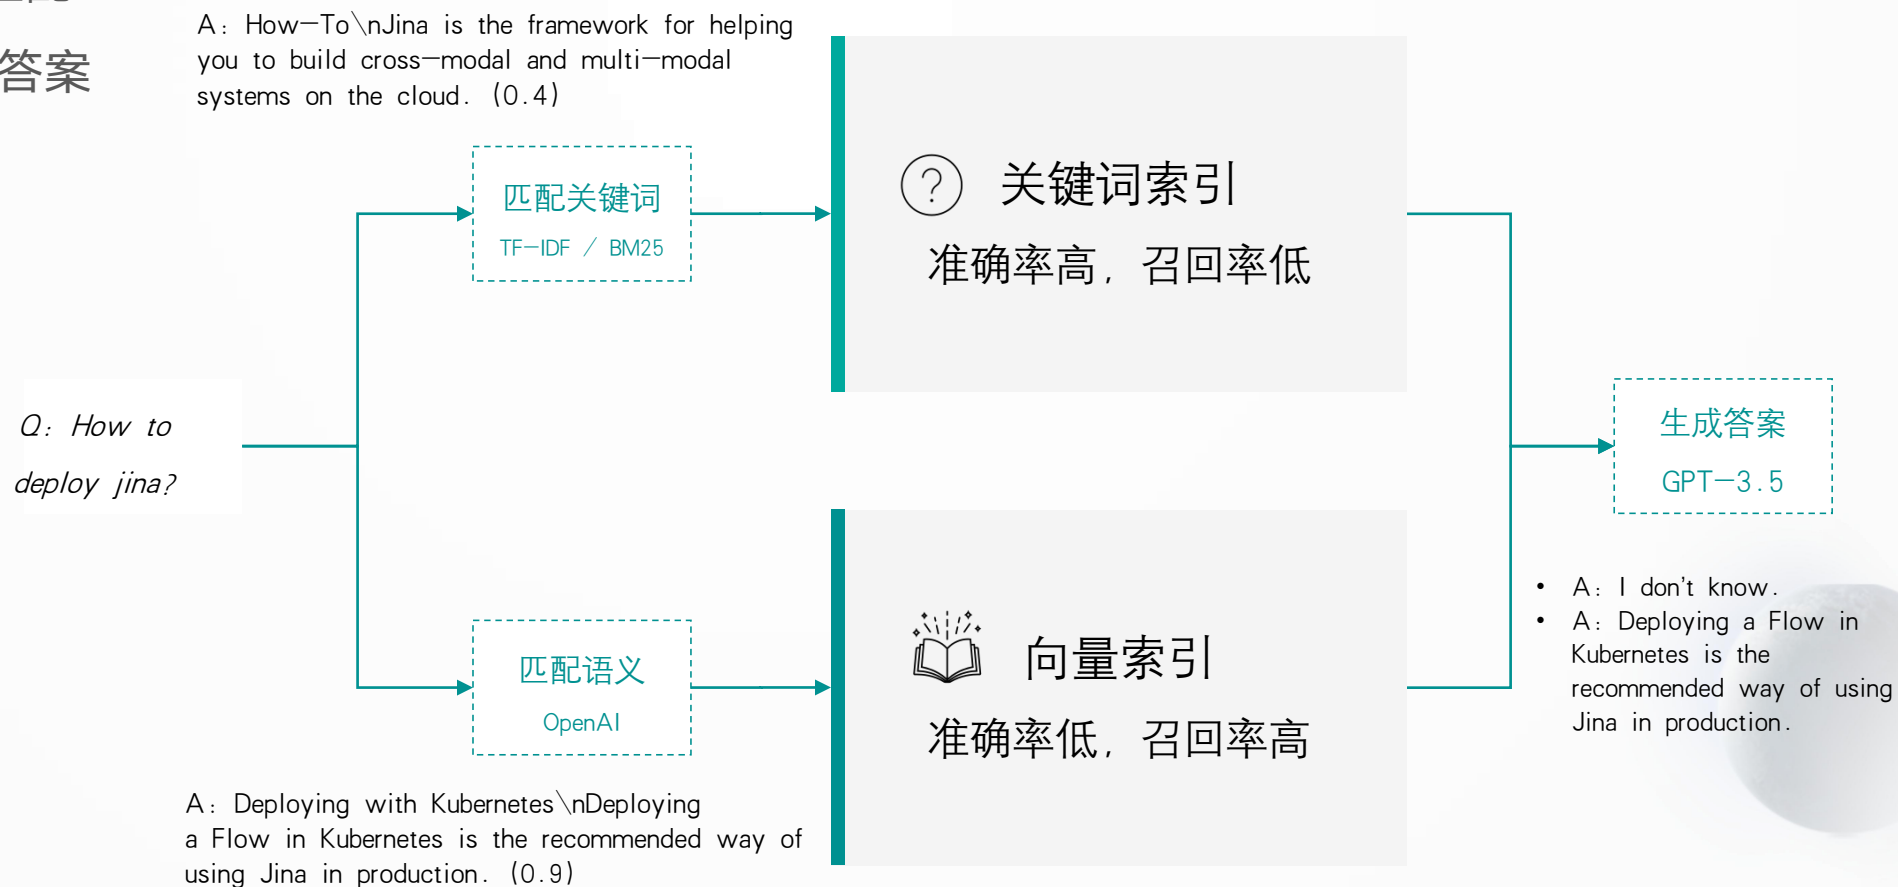 答案
A: How-To\nJina is the framework for helping
you to build cross-modal and multi-modal
systems on the cloud. (0.4)
匹配关键词
TF-IDF / BM25
关键词索引
准确率高，召回率低
Q: How to
deploy jina?
生成答案
GPT-3.5
匹配语义
OpenAI
向量索引
准确率低，召回率高
• A: I don't know.
• A: Deploying a Flow in
Kubernetes is the
recommended way of using
Jina in production.
A: Deploying with Kubernetes\nDeploying
a Flow in Kubernetes is the recommended way of
using Jina in production. (0.9)